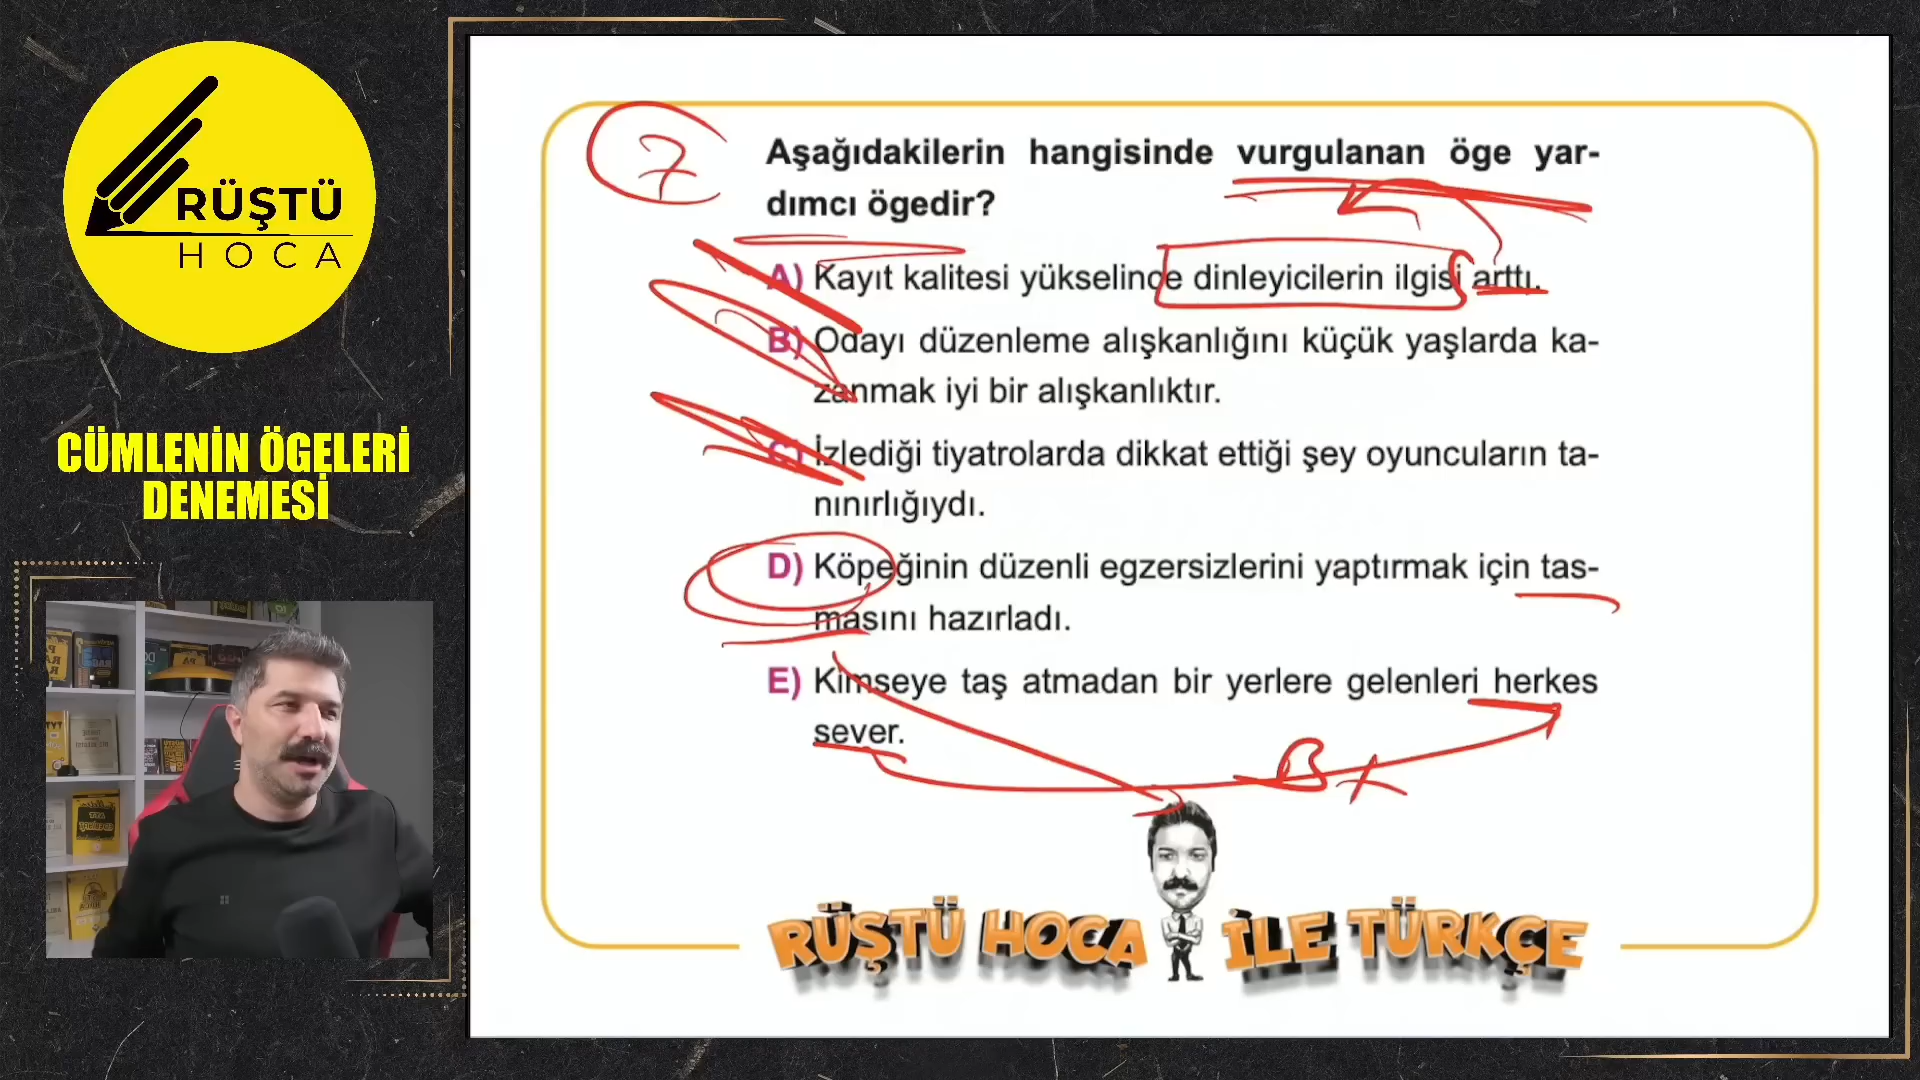 RÜŞTÜ
HOCA
CÜMLENİN ÖGELERİ
DENEMESİ
7
Aşağıdakilerin hangisinde vurgulanan öge yar-
dımcı ögedir?
A) Kayıt kalitesi yükselince dinleyicilerin ilgisi arttı.
B) Odayı düzenleme alışkanlığını küçük yaşlarda ka-
zanmak iyi bir alışkanlıktır.
C) İzlediği tiyatrolarda dikkat ettiği şey oyuncuların ta-
nınırlığıydı.
D) Köpeğinin düzenli egzersizlerini yaptırmak için tas-
masını hazırladı.
E) Kimseye taş atmadan bir yerlere gelenleri herkes
sever.
RÜŞTÜ HOCA İLE TÜRKÇE